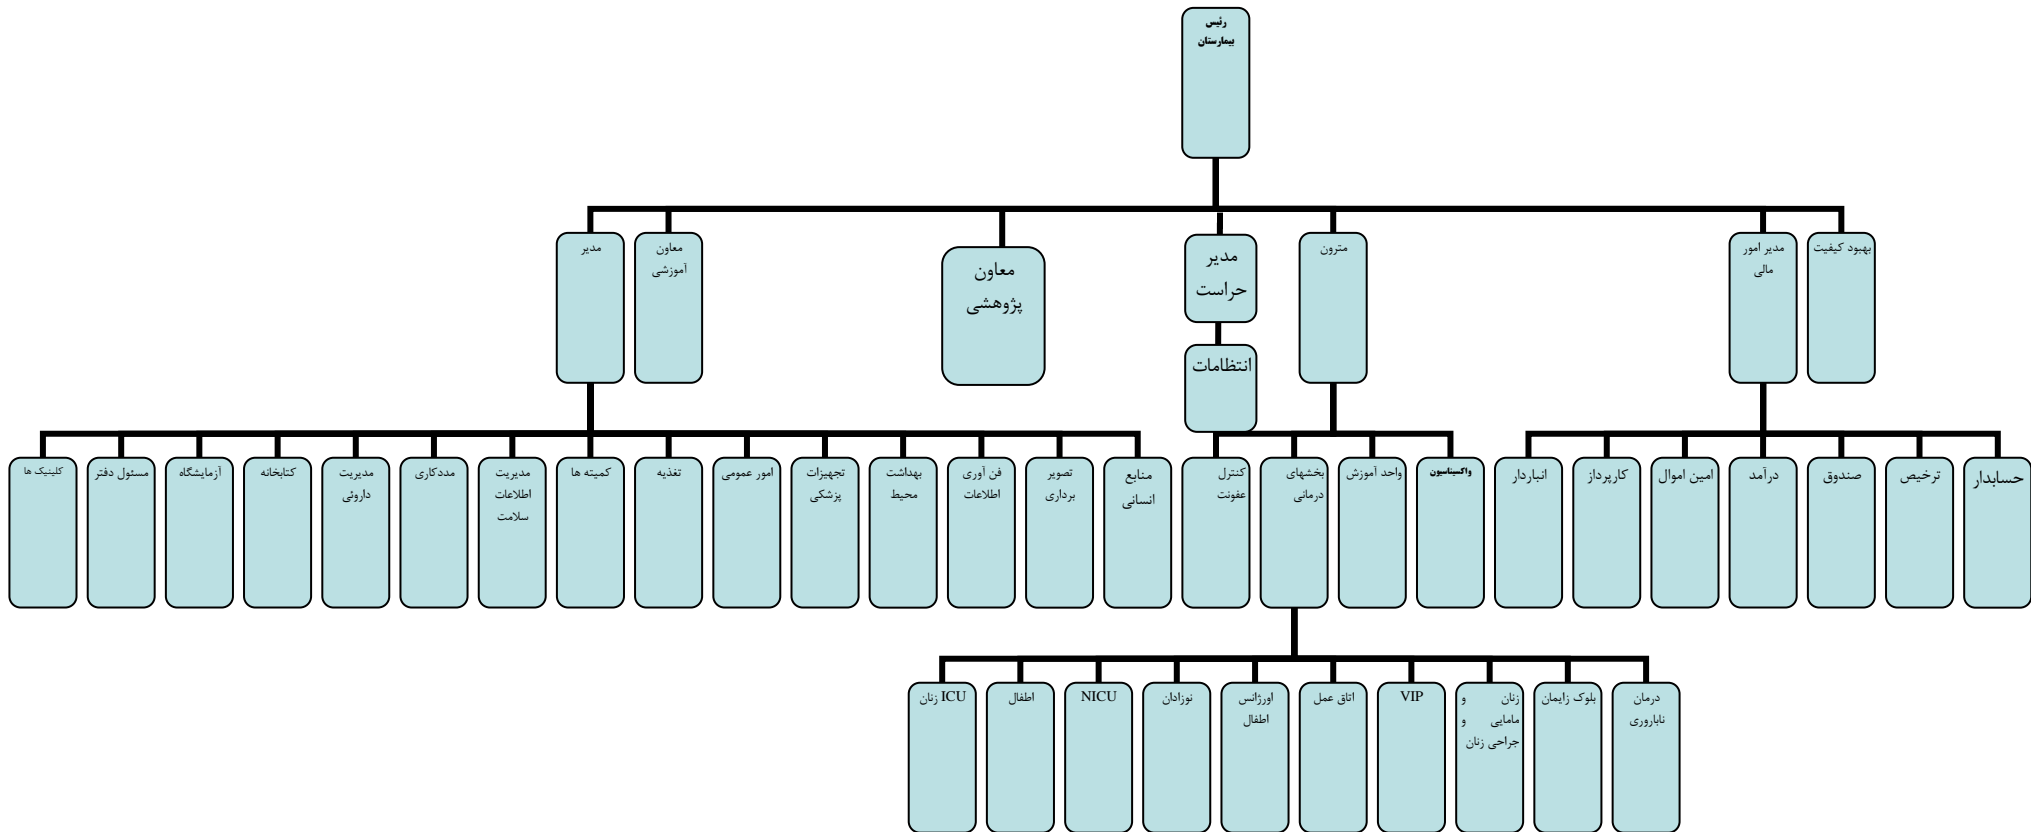 رئیس
بیمارستان
بهبود کیفیت
مدیر امور
مالی
مترون
مدیر
حراست
معاون
پژوهشی
معاون
آموزشی
مدیر
انتظامات
حسابدار
ترخیص
صندوق
درآمد
امین اموال
کارپرداز
انباردار
واکسیناسیون
واحد آموزش
بخشهای
درمانی
کنترل
عفونت
منابع
انسانی
تصویر
برداری
فن آوری
اطلاعات
بهداشت
محیط
تجهیزات
پزشکی
امور عمومی
تغذیه
کمیته ها
مدیریت
اطلاعات
سلامت
مددکاری
مدیریت
داروئی
کتابخانه
آزمایشگاه
مسئول دفتر
کلینیک ها
درمان
ناباروری
بلوک زایمان
زنان و
مامایی و
جراحی زنان
VIP
اتاق عمل
اورژانس
اطفال
نوزادان
NICU
اطفال
ICU زنان